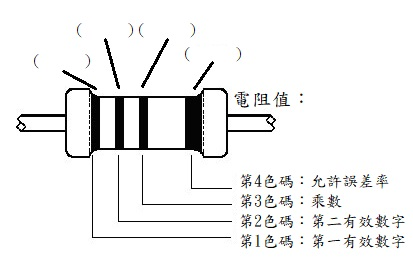 (    )(    )
(    )
(    )
電阻值：
第4色碼：允許誤差率
第3色碼：乘數
第2色碼：第二有效數字
第1色碼：第一有效數字